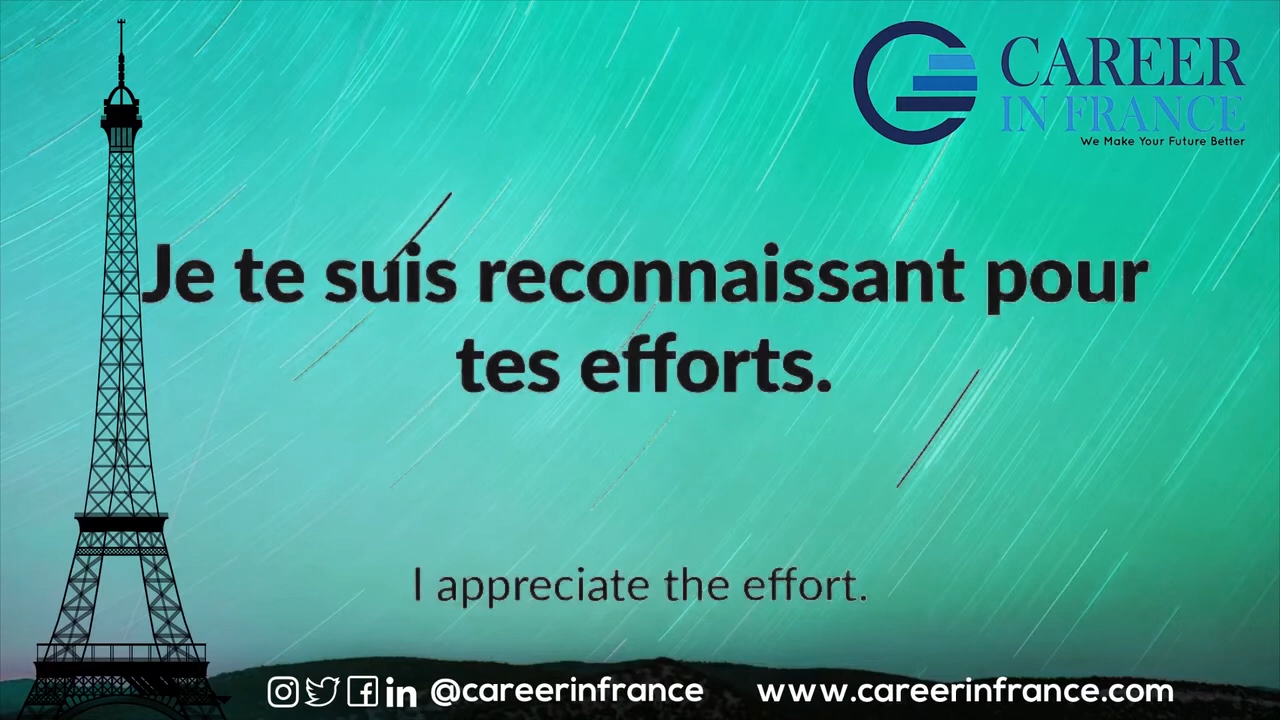 CAREER
IN FRANCE
We Make Your Future Better
Je te suis reconnaissant pour
tes efforts.
I appreciate the effort.
@careerinfrance www.careerinfrance.com